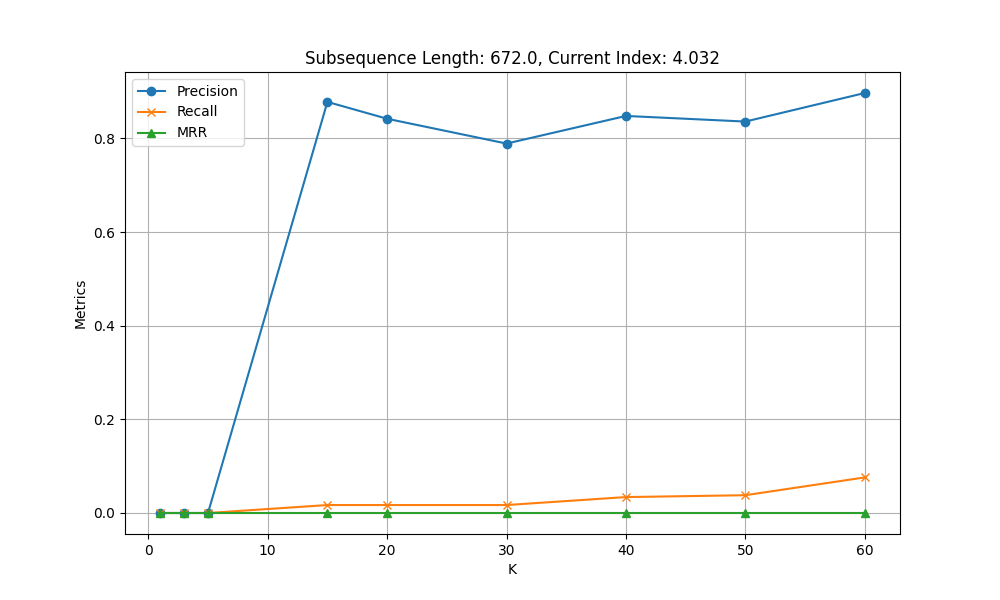 Subsequence Length: 672.0, Current Index: 4.032
Precision
Recall
MRR
0.8
0.6
0.4
0.2
0.0
Metrics
0 10 20 30 40 50 60
K